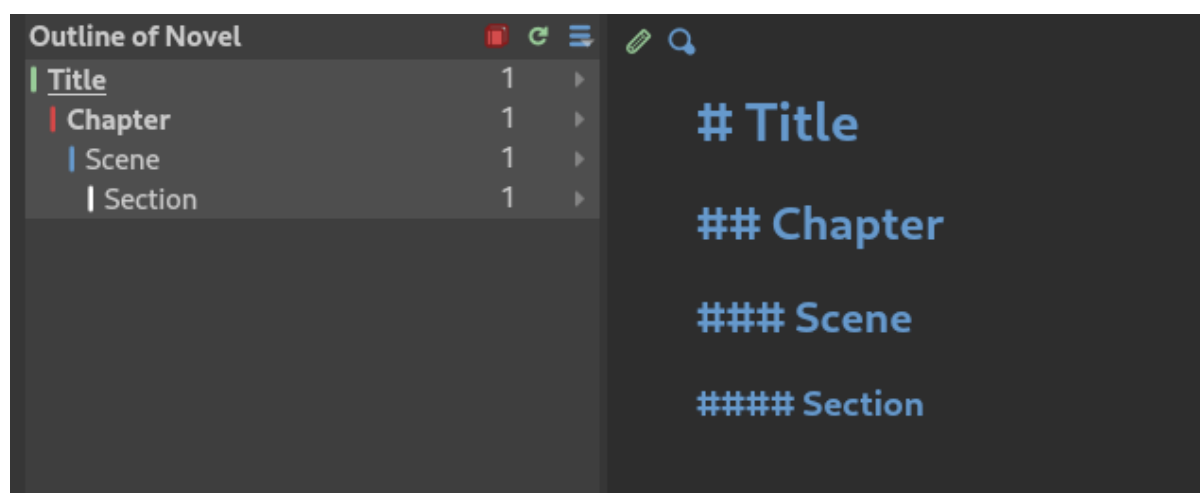 Outline of Novel
Title 1
Chapter 1
Scene 1
Section 1
# Title
## Chapter
### Scene
#### Section